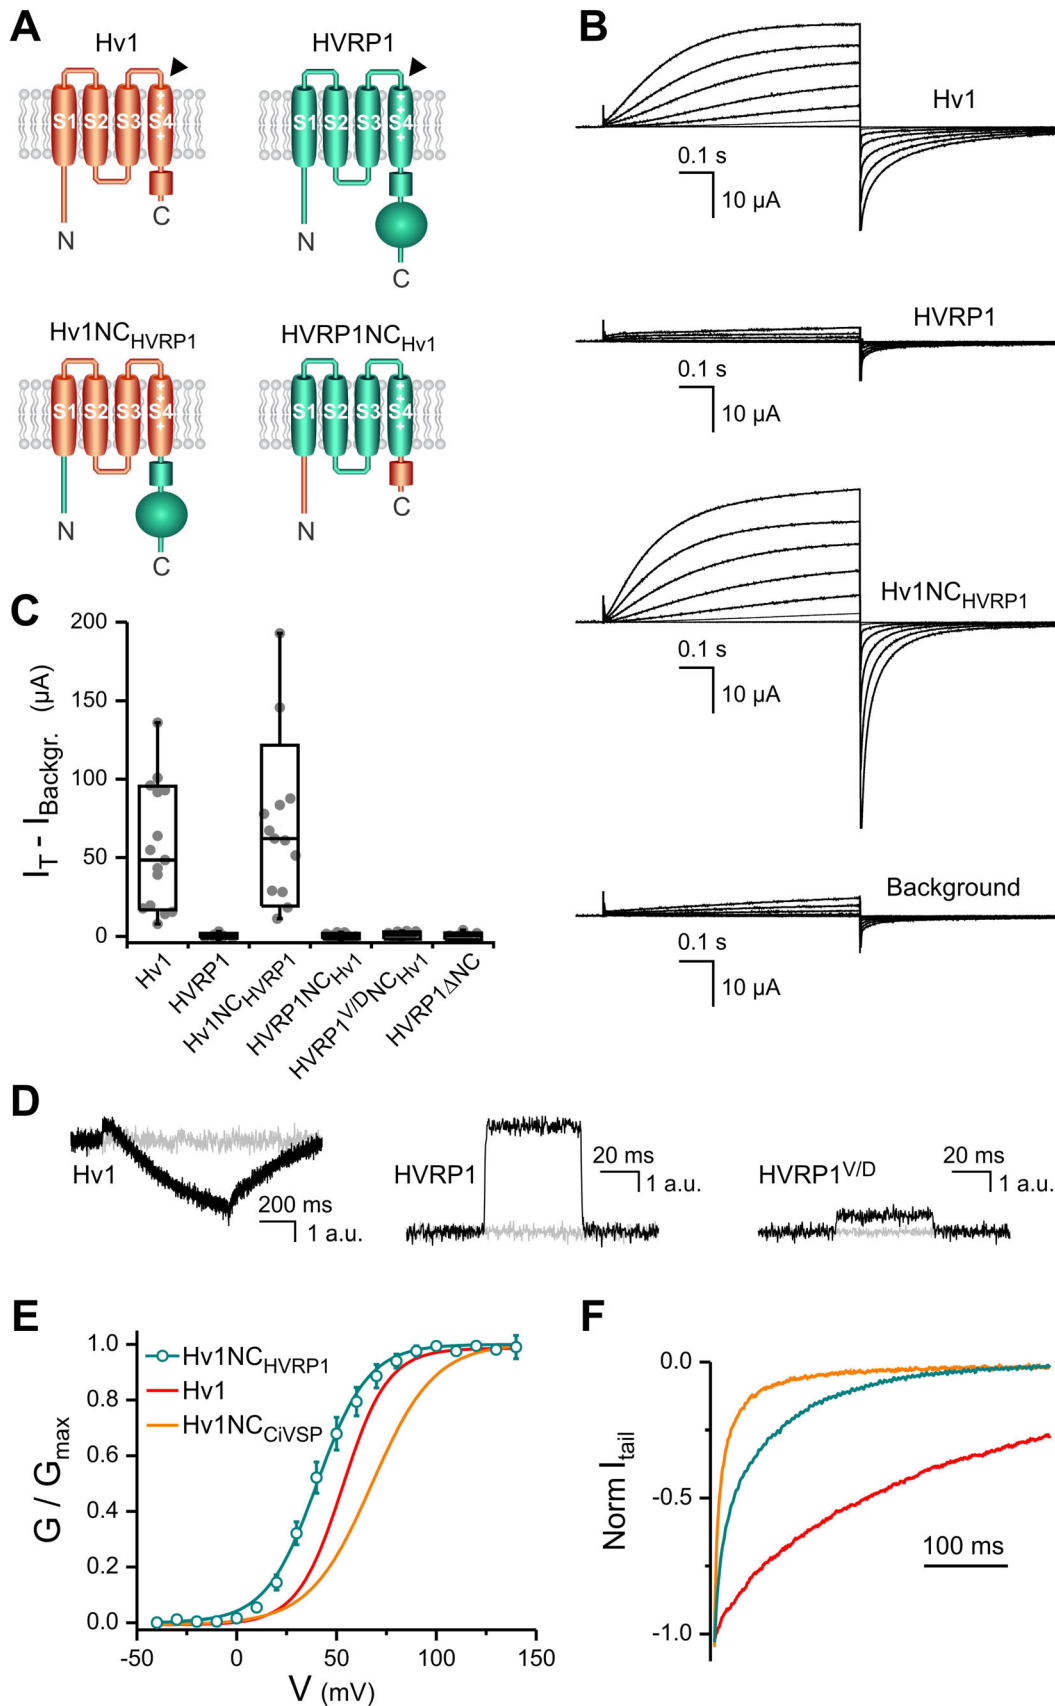 A
Hv1
S1 S2 S3 S4
+ + +
N
C
HVRP1
S1 S2 S3 S4
+ + + +
N
C
Hv1NCHVRP1
S1 S2 S3 S4
+ + + +
N
C
HVRP1NCHv1
S1 S2 S3 S4
+ + + +
N
C
B
Hv1
0.1 s
10 µA
HVRP1
0.1 s
10 µA
Hv1NCHVRP1
0.1 s
10 µA
Background
0.1 s
10 µA
C
IT - IBackgr. (µA)
200
150
100
50
0
Hv1
HVRP1
Hv1NCHVRP1
HVRP1NCHv1
HVRP1V/DNCHv1
HVRP1ΔNC
D
Hv1
200 ms
1 a.u.
HVRP1
20 ms
1 a.u.
HVRP1V/D
20 ms
1 a.u.
E
G / Gmax
1.0
0.8
0.6
0.4
0.2
0.0
Hv1NCHVRP1
Hv1
Hv1NCCiVSP
-50 0 50 100 150
V (mV)
F
Norm Itail
0.0
-0.5
-1.0
100 ms